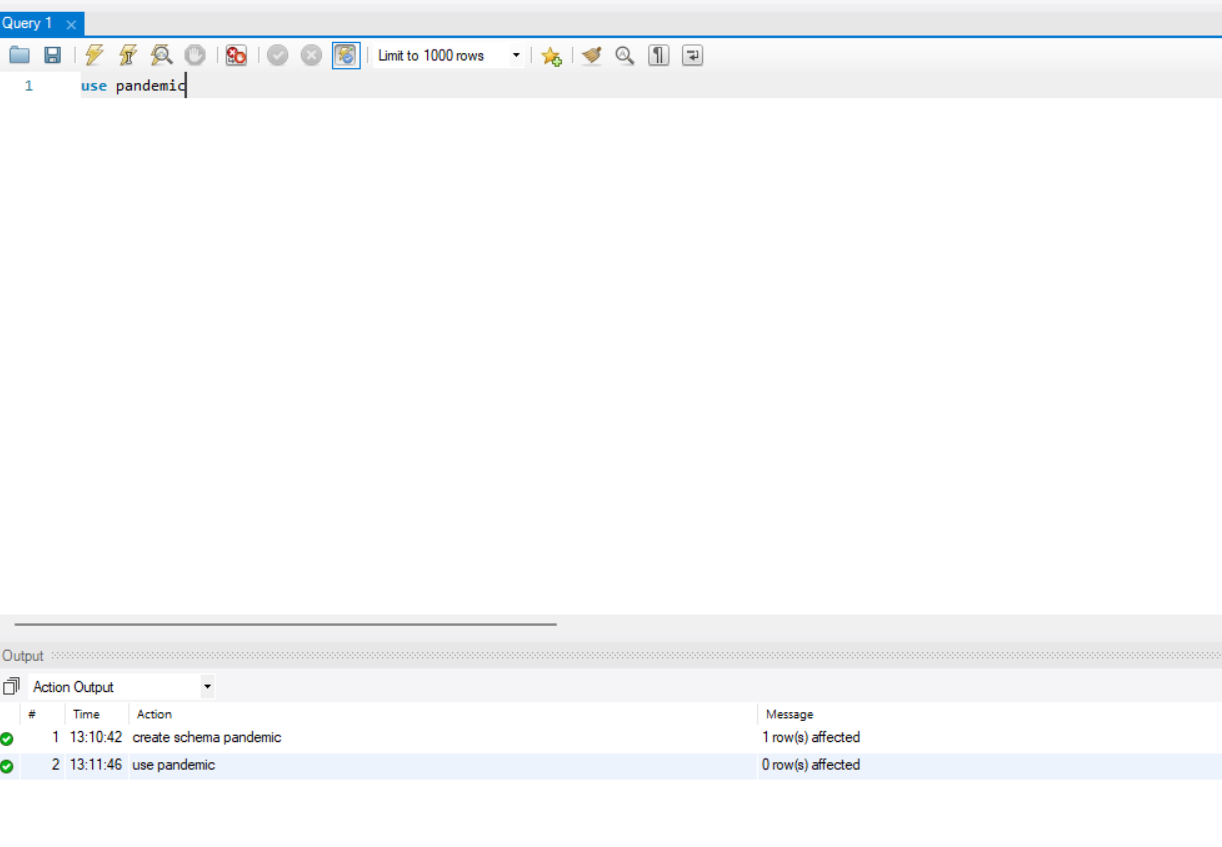 Query 1
Limit to 1000 rows
1 use pandemic
Output
Action Output
# Time Action Message
1 13:10:42 create schema pandemic 1 row(s) affected
2 13:11:46 use pandemic 0 row(s) affected